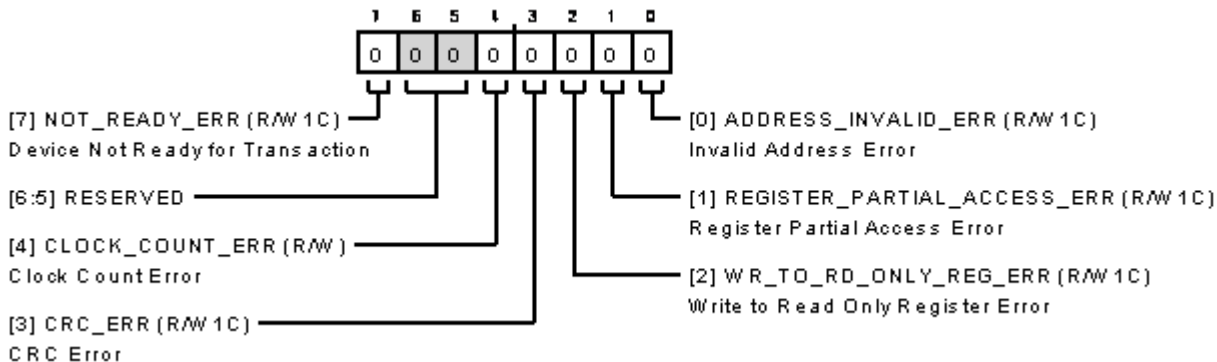 7 6 5 4 3 2 1 0
0 0 0 0 0 0 0 0
[7] NOT_READY_ERR (R/W1C)
Device Not Ready for Transaction
[6:5] RESERVED
[4] CLOCK_COUNT_ERR (R/W)
Clock Count Error
[3] CRC_ERR (R/W1C)
CRC Error
[0] ADDRESS_INVALID_ERR (R/W1C)
Invalid Address Error
[1] REGISTER_PARTIAL_ACCESS_ERR (R/W1C)
Register Partial Access Error
[2] WR_TO_RD_ONLY_REG_ERR (R/W1C)
Write to Read Only Register Error